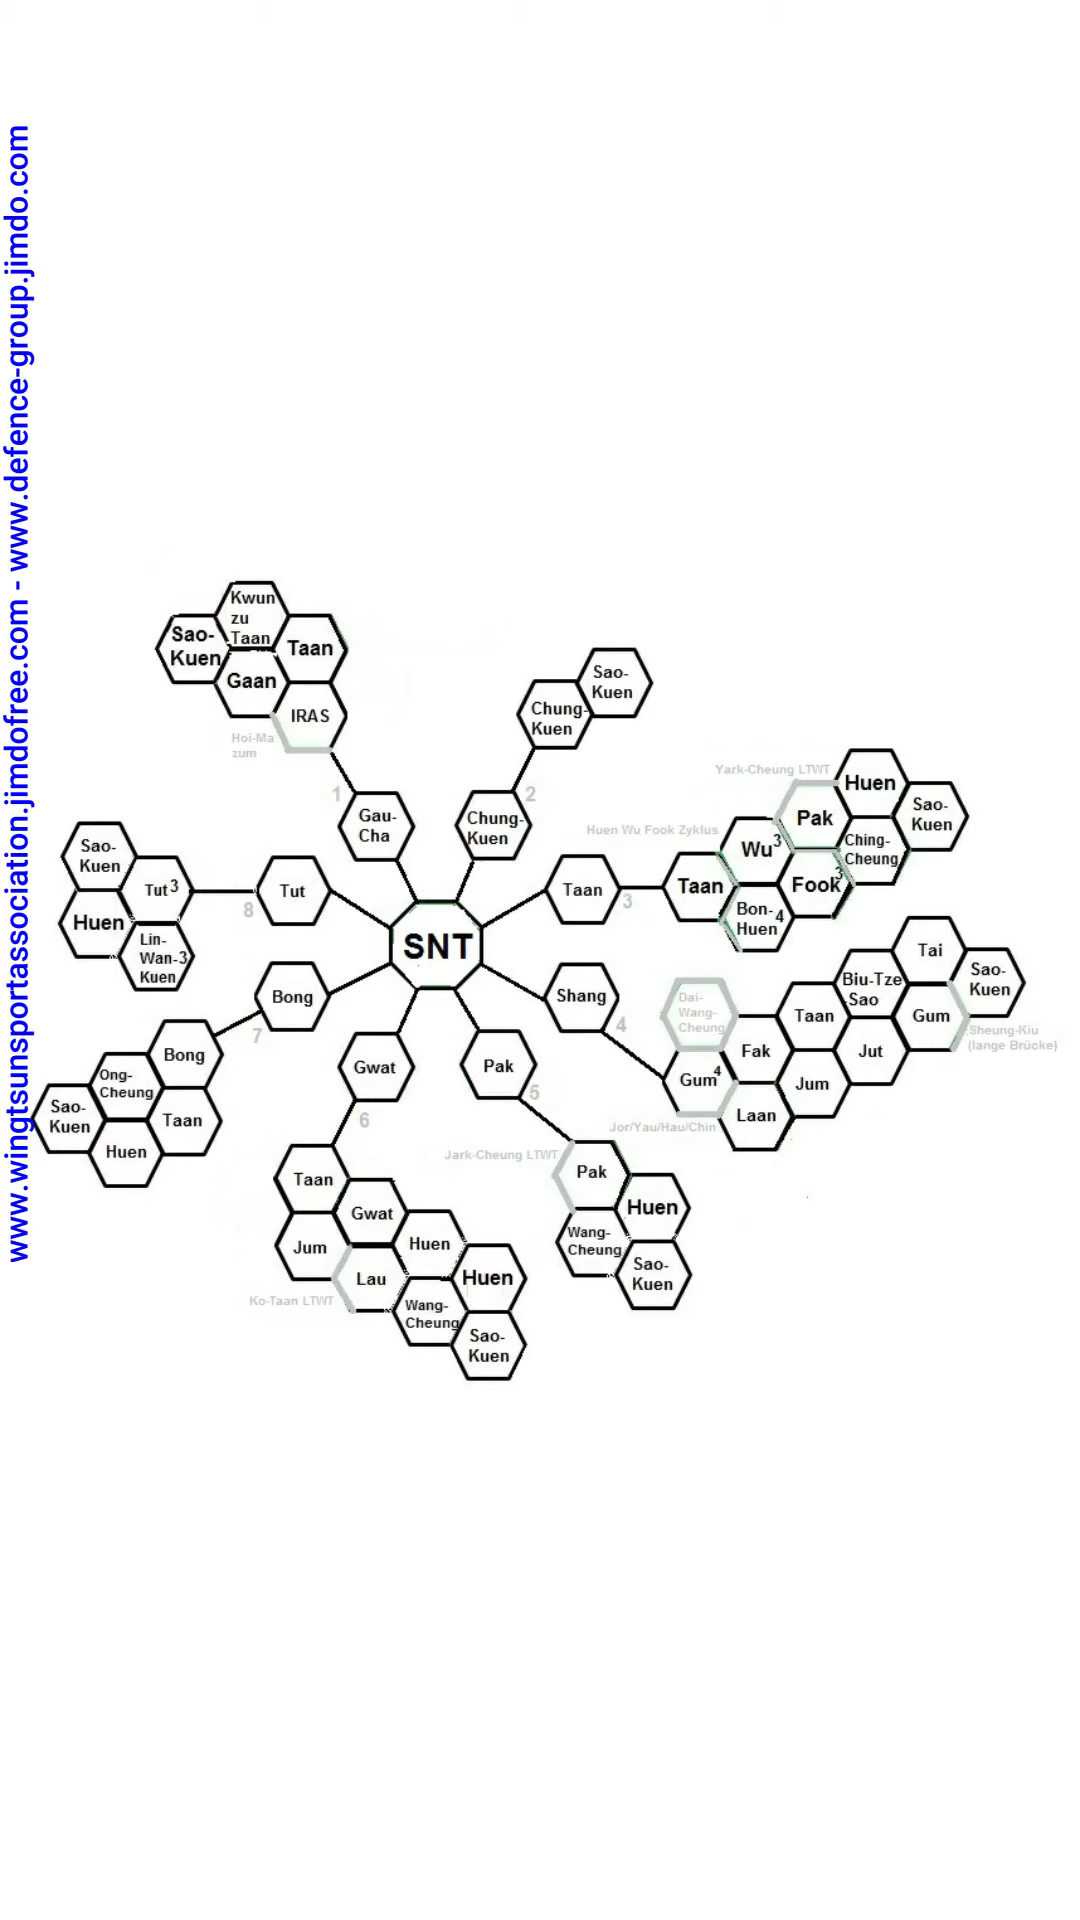 www.wingtsunsportassociation.jimdofree.com - www.defence-group.jimdo.com
Kwun
zu
Taan
Sao-
Kuen
Taan
Gaan
IRAS
Hoi-Ma
zum
1
Gau-
Cha
Sao-
Kuen
Chung-
Kuen
2
Chung-
Kuen
Yark-Cheung LTWT
Huen
Pak
Sao-
Kuen
Huen Wu Fook Zyklus
Wu3
Ching-
Cheung
Taan
3
Taan
Fook3
Bon-
Huen4
Sao-
Kuen
Tut3
Huen
Lin-
Wan-3
Kuen
8
Tut
SNT
Bong
7
Bong
Ong-
Cheung
Sao-
Kuen
Taan
Huen
Shang
4
Dai-
Wang-
Cheung
Gum4
Fak
Laan
Taan
Jum
Biu-Tze
Sao
Jut
Tai
Gum
Sao-
Kuen
Sheung-Kiu
(lange Brücke)
Jor/Yau/Hau/Chin
Gwat
6
Taan
Gwat
Jum
Huen
Lau
Huen
Ko-Taan LTWT
Wang-
Cheung
Sao-
Kuen
Pak
5
Jark-Cheung LTWT
Pak
Huen
Wang-
Cheung
Sao-
Kuen